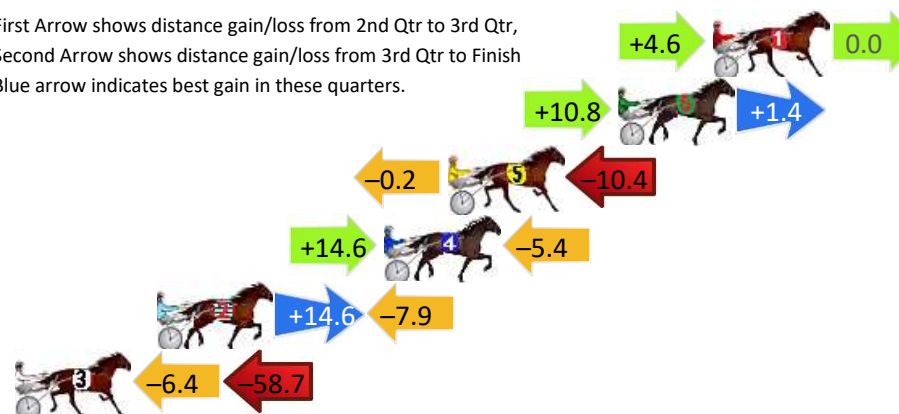 First Arrow shows distance gain/loss from 2nd Qtr to 3rd Qtr,
Second Arrow shows distance gain/loss from 3rd Qtr to Finish
Blue arrow indicates best gain in these quarters.
+4.6 1 0.0
+10.8 6 +1.4
–0.2 5 –10.4
+14.6 4 –5.4
2 +14.6 –7.9
3 –6.4 –58.7